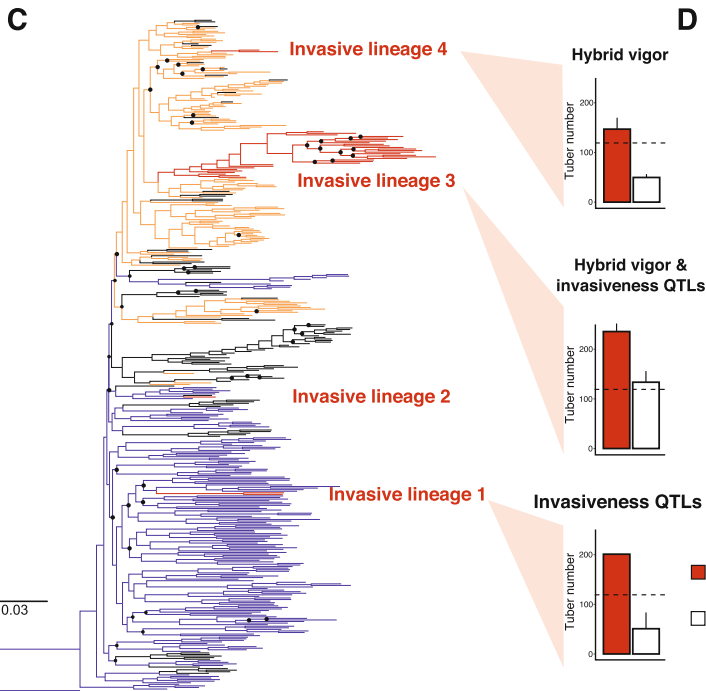 C
D
Invasive lineage 4
Hybrid vigor
Tuber number
200
100
0
Invasive lineage 3
Hybrid vigor &
invasiveness QTLs
Tuber number
200
100
0
Invasive lineage 2
Invasive lineage 1
Invasiveness QTLs
Tuber number
200
100
0
0.03